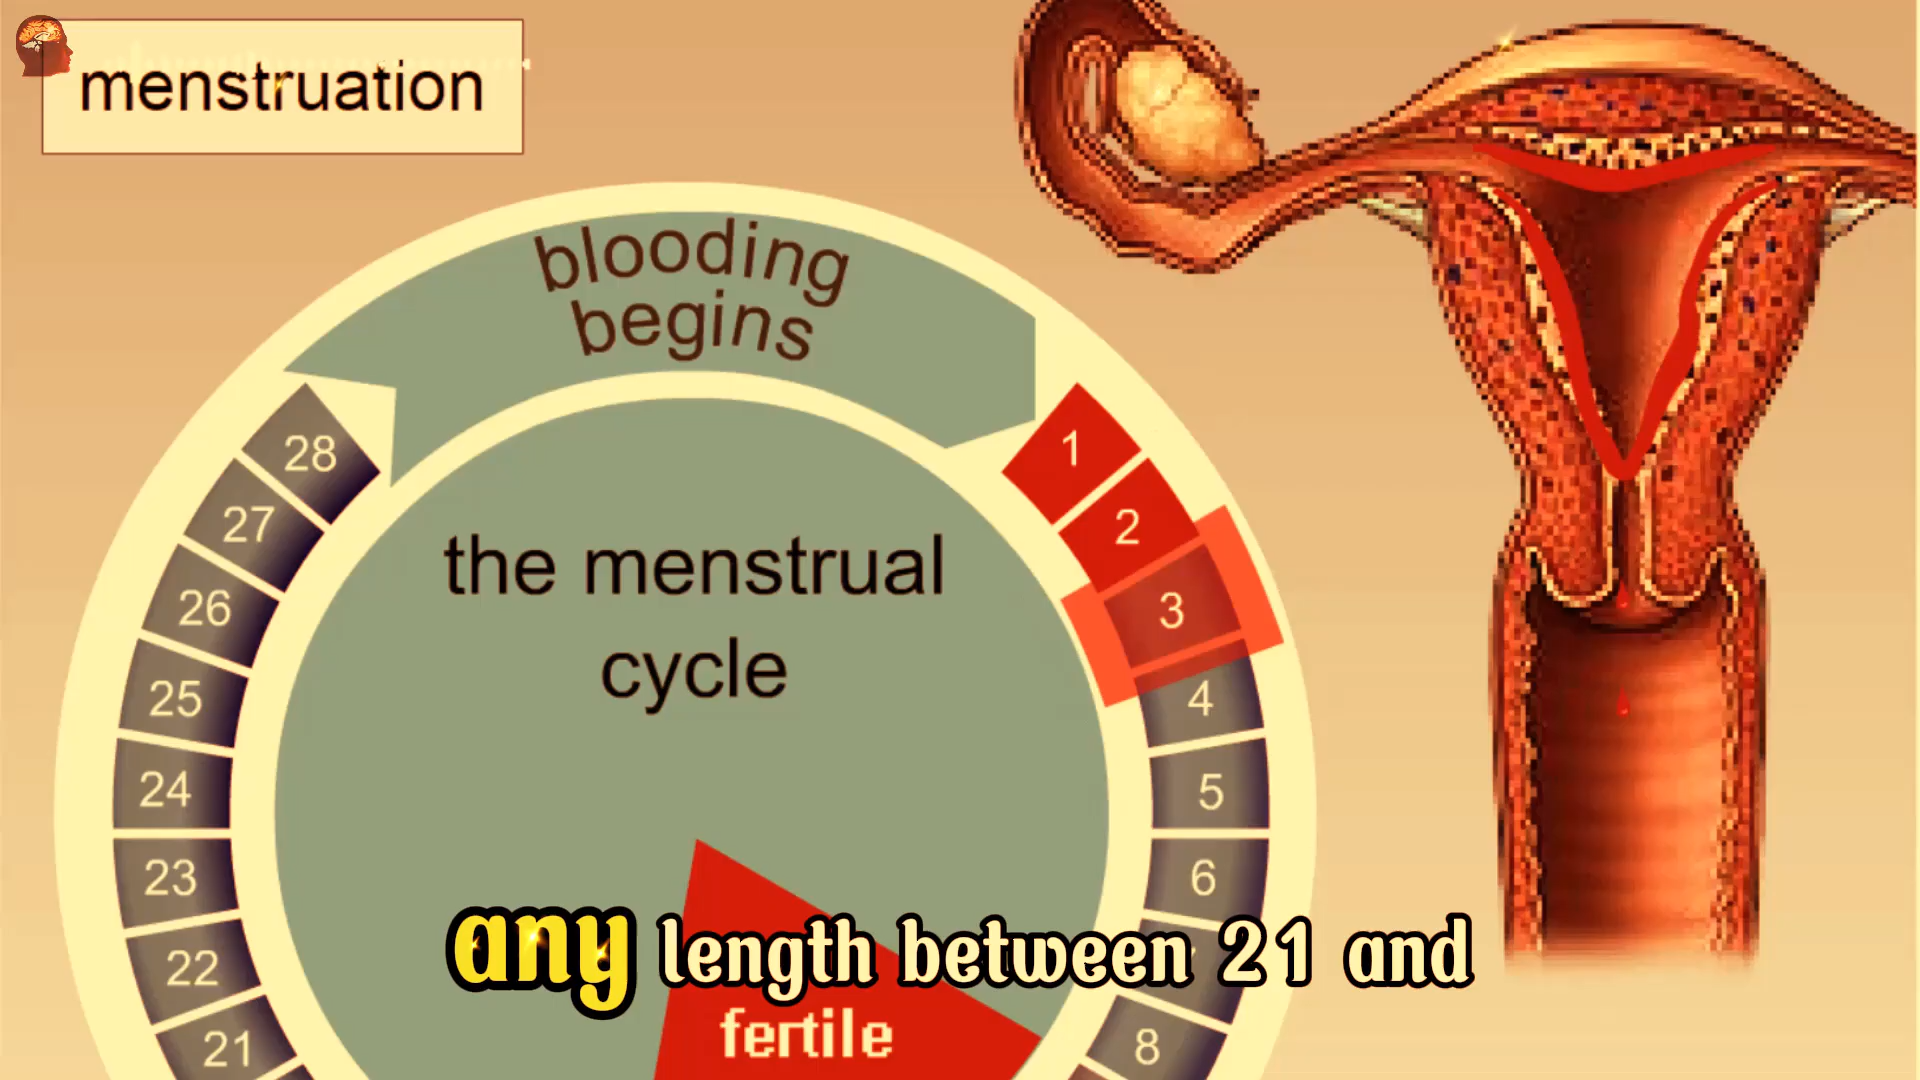 menstruation
blooding
begins
the menstrual
cycle
28
27
26
25
24
23
22
21
1
2
3
4
5
6
8
fertile
any length between 21 and